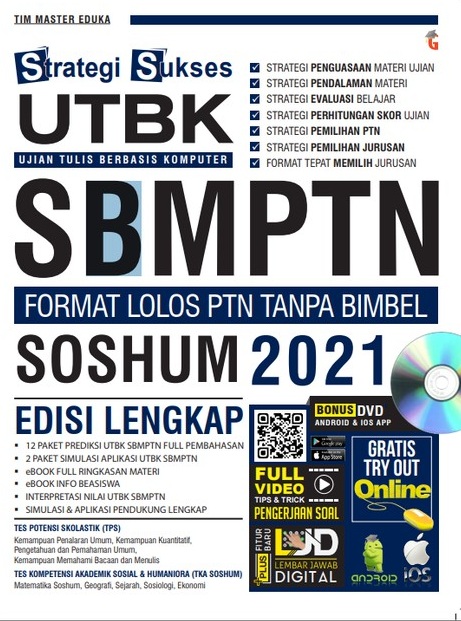 TIM MASTER EDUKA
G
Strategi Sukses
UTBK
UJIAN TULIS BERBASIS KOMPUTER
STRATEGI PENGUASAAN MATERI UJIAN
STRATEGI PENDALAMAN MATERI
STRATEGI EVALUASI BELAJAR
STRATEGI PERHITUNGAN SKOR UJIAN
STRATEGI PEMILIHAN PTN
STRATEGI PEMILIHAN JURUSAN
FORMAT TEPAT MEMILIH JURUSAN
SBMPTN
FORMAT LOLOS PTN TANPA BIMBEL
SOSHUM 2021
EDISI LENGKAP
12 PAKET PREDIKSI UTBK SBMPTN FULL PEMBAHASAN
2 PAKET SIMULASI APLIKASI UTBK SBMPTN
eBOOK FULL RINGKASAN MATERI
eBOOK INFO BEASISWA
INTERPRETASI NILAI UTBK SBMPTN
SIMULASI & APLIKASI PENDUKUNG LENGKAP
TES POTENSI SKOLASTIK (TPS)
Kemampuan Penalaran Umum, Kemampuan Kuantitatif,
Pengetahuan dan Pemahaman Umum,
Kemampuan Memahami Bacaan dan Menulis
TES KOMPETENSI AKADEMIK SOSIAL & HUMANIORA (TKA SOSHUM)
Matematika Soshum, Geografi, Sejarah, Sosiologi, Ekonomi
BONUS DVD
ANDROID & IOS APP
Google play
App Store
FULL
VIDEO
TIPS & TRICK
PENGERJAAN SOAL
GRATIS
TRY OUT
Online
PLUS FITUR BARU
LJD
LEMBAR JAWAB
DIGITAL
ANDROID
iOS